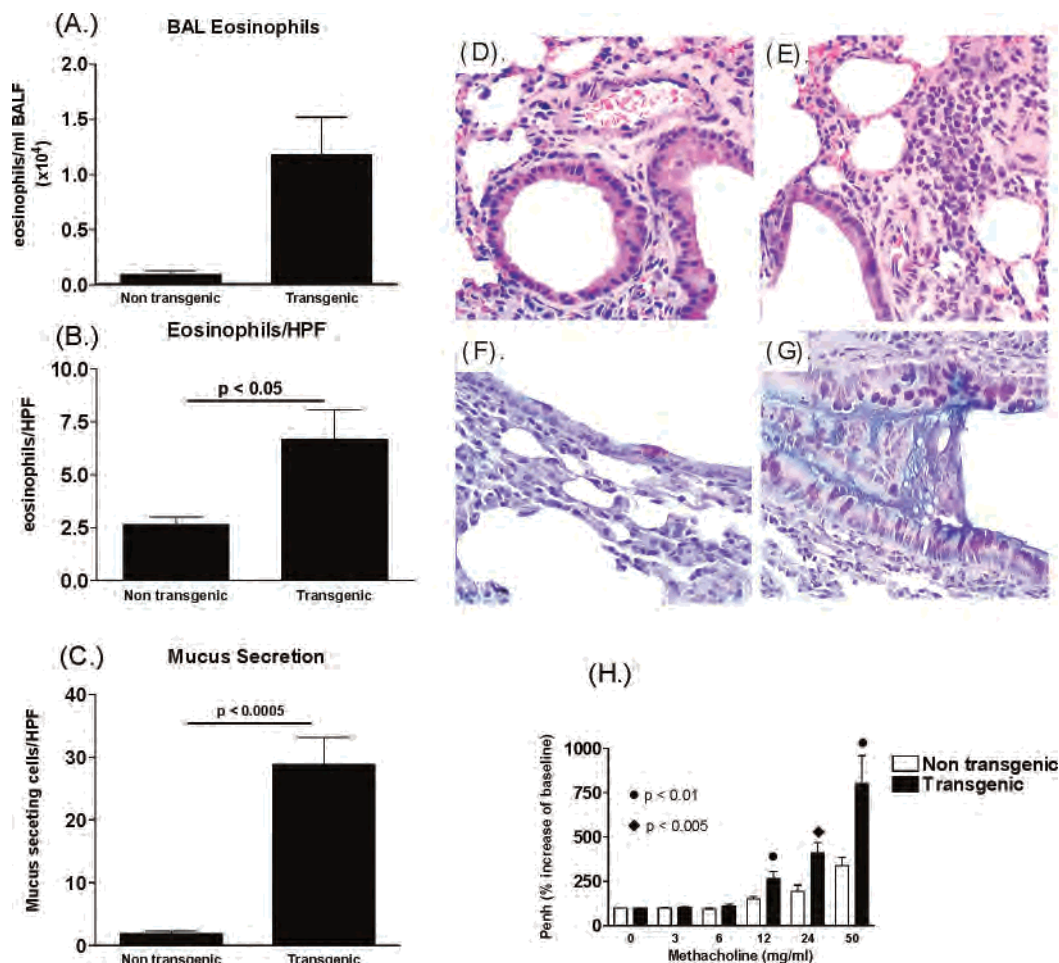 (A.)
BAL Eosinophils
eosinophils/ml BALF
(x10⁴)
2.0
1.5
1.0
0.5
0.0
Non transgenic
Transgenic
(B.)
Eosinophils/HPF
eosinophils/HPF
10.0
7.5
5.0
2.5
0.0
p < 0.05
Non transgenic
Transgenic
(C.)
Mucus Secretion
Mucus seceting cells/HPF
40
30
20
10
0
p < 0.0005
Non transgenic
Transgenic
(D).
(E).
(F).
(G).
(H.)
Penh (% increase of baseline)
1000
750
500
250
0
● p < 0.01
◆ p < 0.005
Non transgenic
Transgenic
0 3 6 12 24 50
Methacholine (mg/ml)